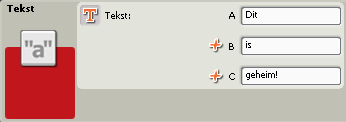 Tekst
"a"
T Tekst: A Dit
B is
C geheim!